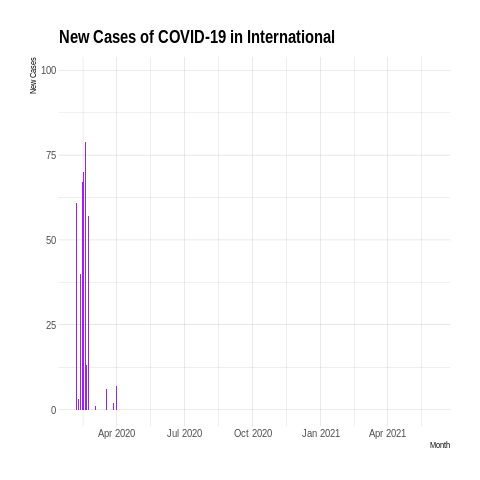 New Cases of COVID-19 in International
New Cases
100
75
50
25
0
Apr 2020 Jul 2020 Oct 2020 Jan 2021 Apr 2021
Month